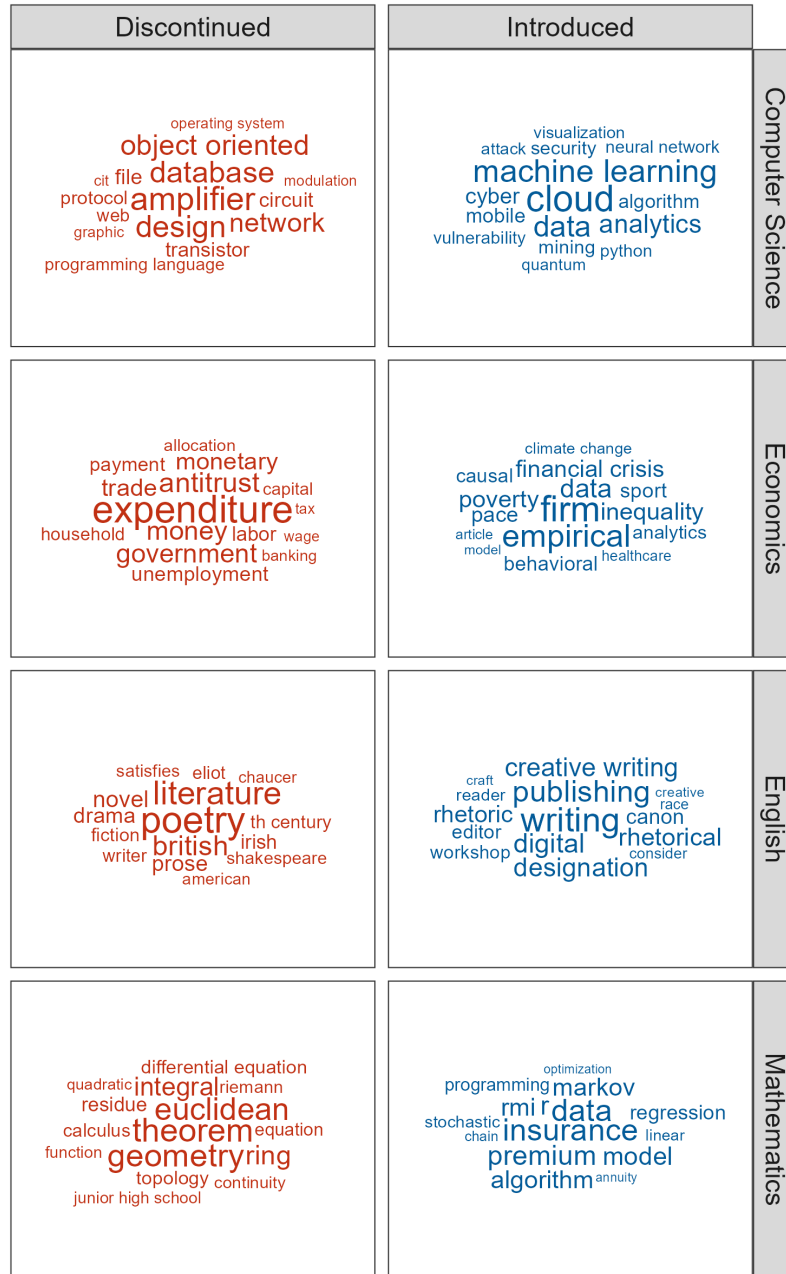 Discontinued
Introduced
Computer Science
operating system
object oriented
cit file database modulation
protocol amplifier circuit
web
graphic design network
transistor
programming language
visualization
attack security neural network
machine learning
cyber cloud algorithm
mobile data analytics
vulnerability mining python
quantum
Economics
allocation
payment monetary
trade antitrust capital
expenditure tax
household money labor wage
government banking
unemployment
climate change
causal financial crisis
data sport
poverty firm inequality
pace
article empirical analytics
model
behavioral healthcare
English
satisfies eliot chaucer
novel literature
drama poetry th century
fiction british irish
writer prose shakespeare
american
creative writing
craft
reader publishing creative
race
rhetoric writing canon
editor digital rhetorical
workshop consider
designation
Mathematics
differential equation
quadratic integral riemann
residue euclidean
calculus theorem equation
function geometry ring
topology continuity
junior high school
optimization
programming markov
rmi r data regression
stochastic
chain insurance linear
premium model
algorithm annuity